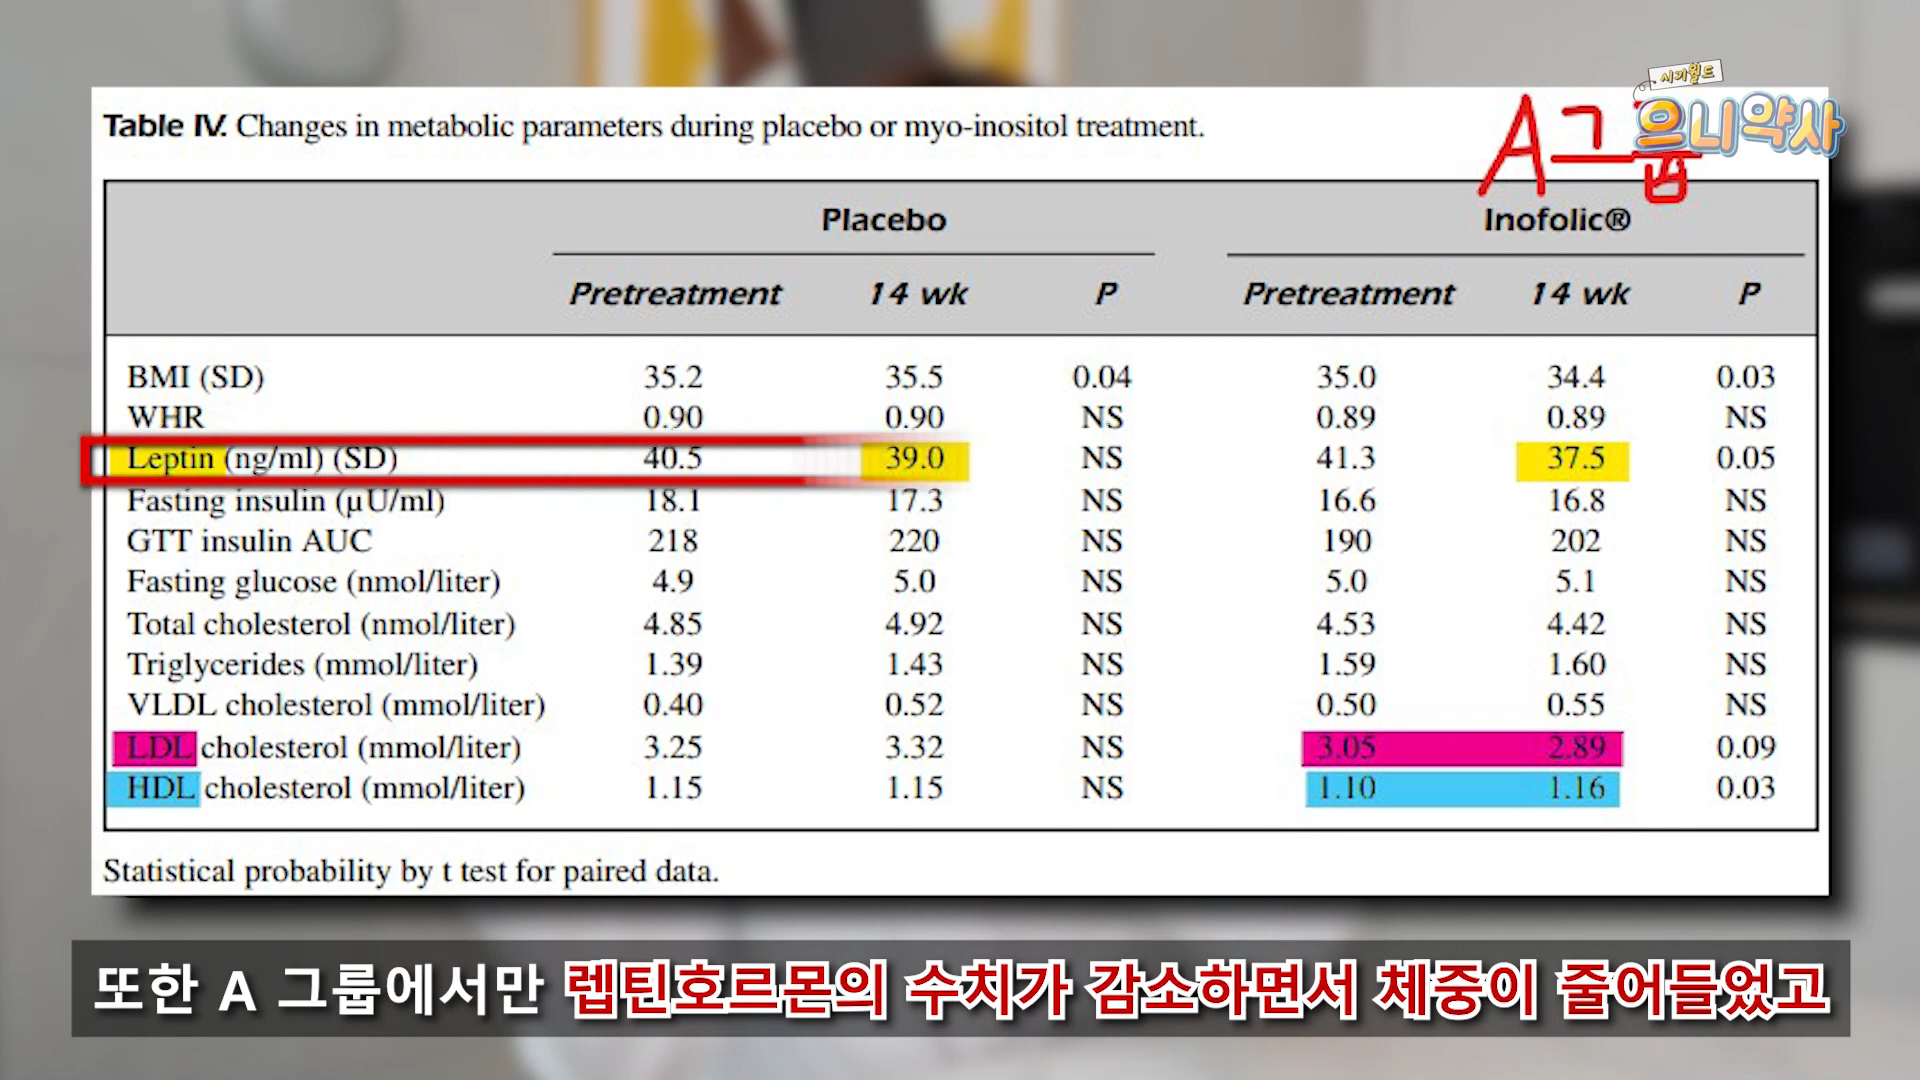 시기월드
으니약사
A그룹
Table IV. Changes in metabolic parameters during placebo or myo-inositol treatment.
Placebo Inofolic®
Pretreatment 14 wk P Pretreatment 14 wk P
BMI (SD) 35.2 35.5 0.04 35.0 34.4 0.03
WHR 0.90 0.90 NS 0.89 0.89 NS
Leptin (ng/ml) (SD) 40.5 39.0 NS 41.3 37.5 0.05
Fasting insulin (µU/ml) 18.1 17.3 NS 16.6 16.8 NS
GTT insulin AUC 218 220 NS 190 202 NS
Fasting glucose (nmol/liter) 4.9 5.0 NS 5.0 5.1 NS
Total cholesterol (nmol/liter) 4.85 4.92 NS 4.53 4.42 NS
Triglycerides (mmol/liter) 1.39 1.43 NS 1.59 1.60 NS
VLDL cholesterol (mmol/liter) 0.40 0.52 NS 0.50 0.55 NS
LDL cholesterol (mmol/liter) 3.25 3.32 NS 3.05 2.89 0.09
HDL cholesterol (mmol/liter) 1.15 1.15 NS 1.10 1.16 0.03
Statistical probability by t test for paired data.
또한 A 그룹에서만 렙틴호르몬의 수치가 감소하면서 체중이 줄어들었고